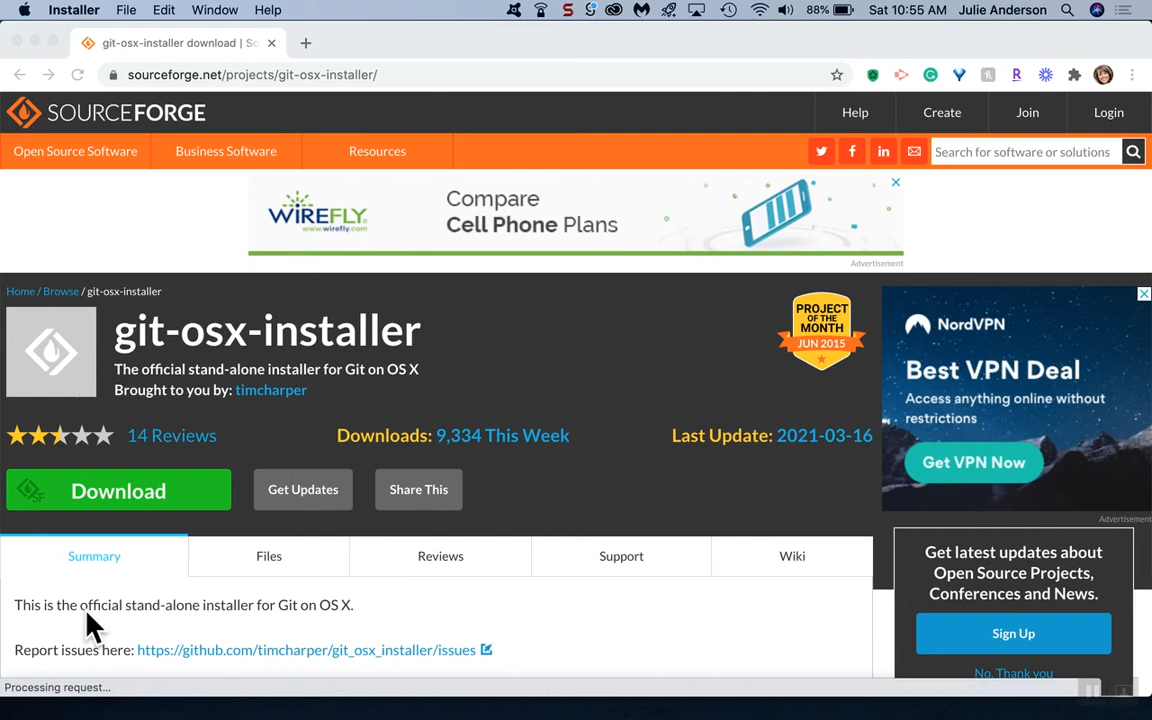 Installer File Edit Window Help 88% Sat 10:55 AM Julie Anderson
git-osx-installer download | So
sourceforge.net/projects/git-osx-installer/
SOURCEFORGE Help Create Join Login
Open Source Software Business Software Resources Search for software or solutions
WIREFLY
www.wirefly.com
Compare
Cell Phone Plans
Advertisement
Home / Browse / git-osx-installer
git-osx-installer
The official stand-alone installer for Git on OS X
Brought to you by: timcharper
PROJECT
OF THE
MONTH
JUN 2015
14 Reviews Downloads: 9,334 This Week Last Update: 2021-03-16
SF Download Get Updates Share This
NordVPN
Best VPN Deal
Access anything online without
restrictions
Get VPN Now
Advertisement
Summary Files Reviews Support Wiki
This is the official stand-alone installer for Git on OS X.
Report issues here: https://github.com/timcharper/git_osx_installer/issues
Get latest updates about
Open Source Projects,
Conferences and News.
Sign Up
No, Thank you
Processing request...